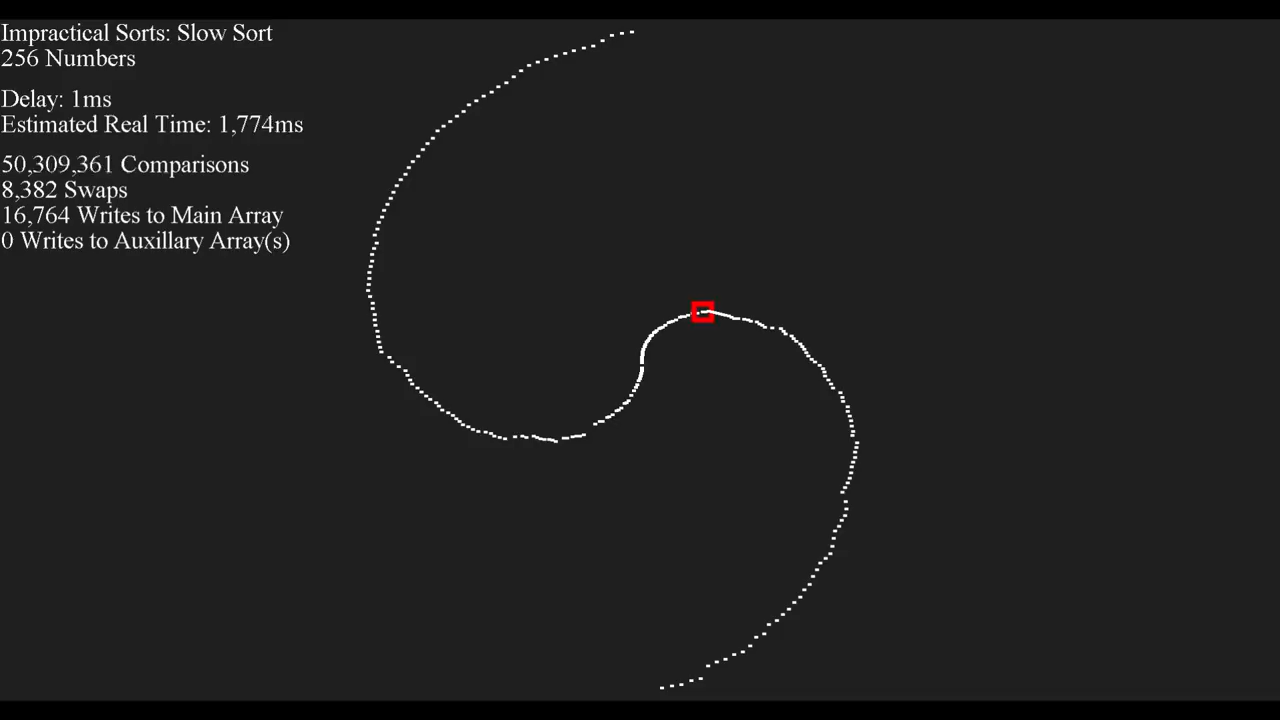 Impractical Sorts: Slow Sort
256 Numbers
Delay: 1ms
Estimated Real Time: 1,774ms
50,309,361 Comparisons
8,382 Swaps
16,764 Writes to Main Array
0 Writes to Auxillary Array(s)